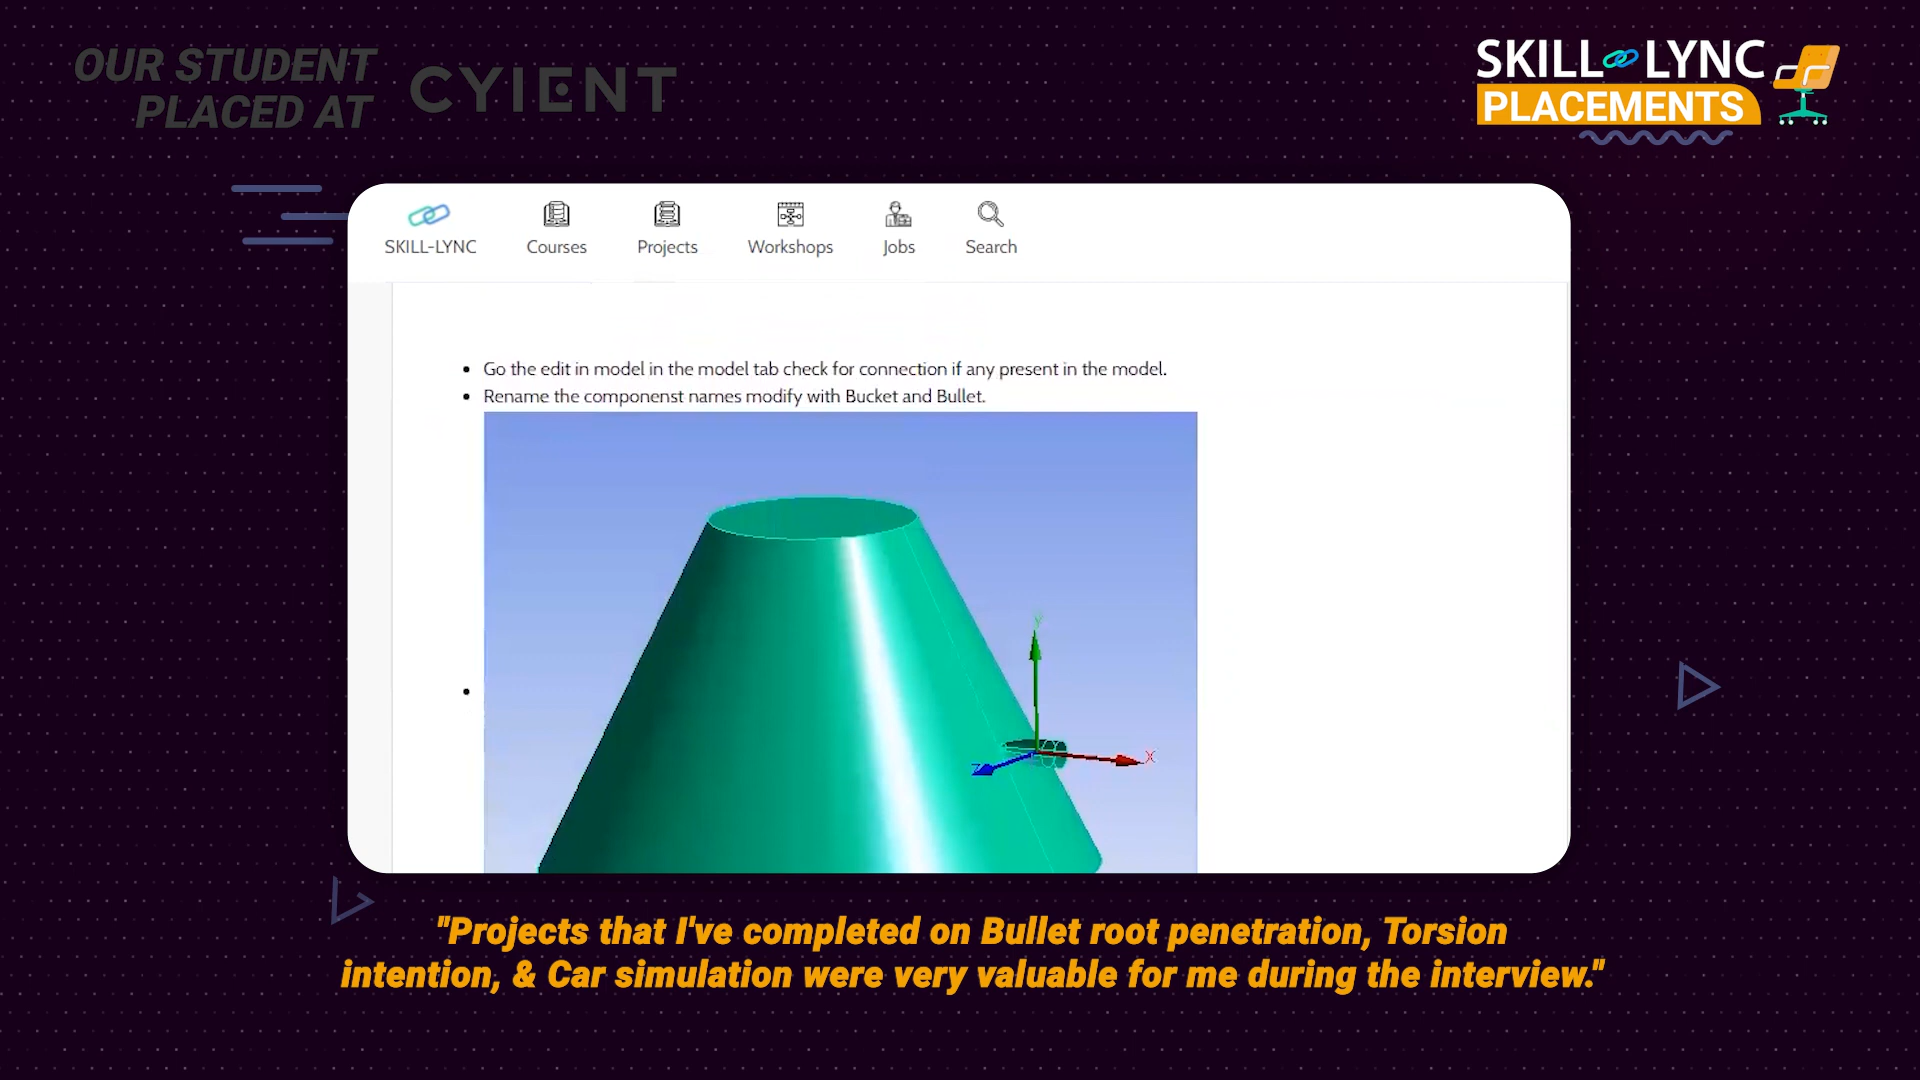 OUR STUDENT
PLACED AT
CYIENT
SKILL LYNC
PLACEMENTS
SKILL-LYNC
Courses
Projects
Workshops
Jobs
Search
Go the edit in model in the model tab check for connection if any present in the model.
Rename the componenst names modify with Bucket and Bullet.
Y
X
Z
"Projects that I've completed on Bullet root penetration, Torsion
intention, & Car simulation were very valuable for me during the interview."